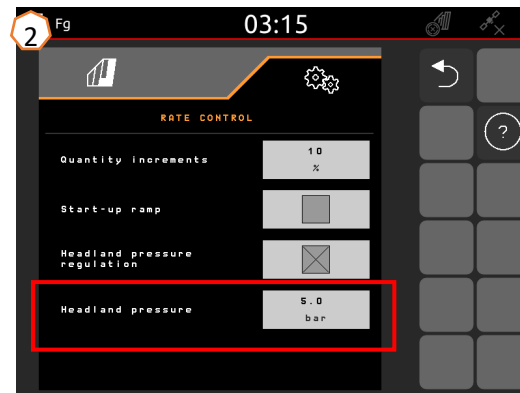 2
Fg
03:15
RATE CONTROL
Quantity increments
10
%
Start-up ramp
Headland pressure
regulation
Headland pressure
5.0
bar
?